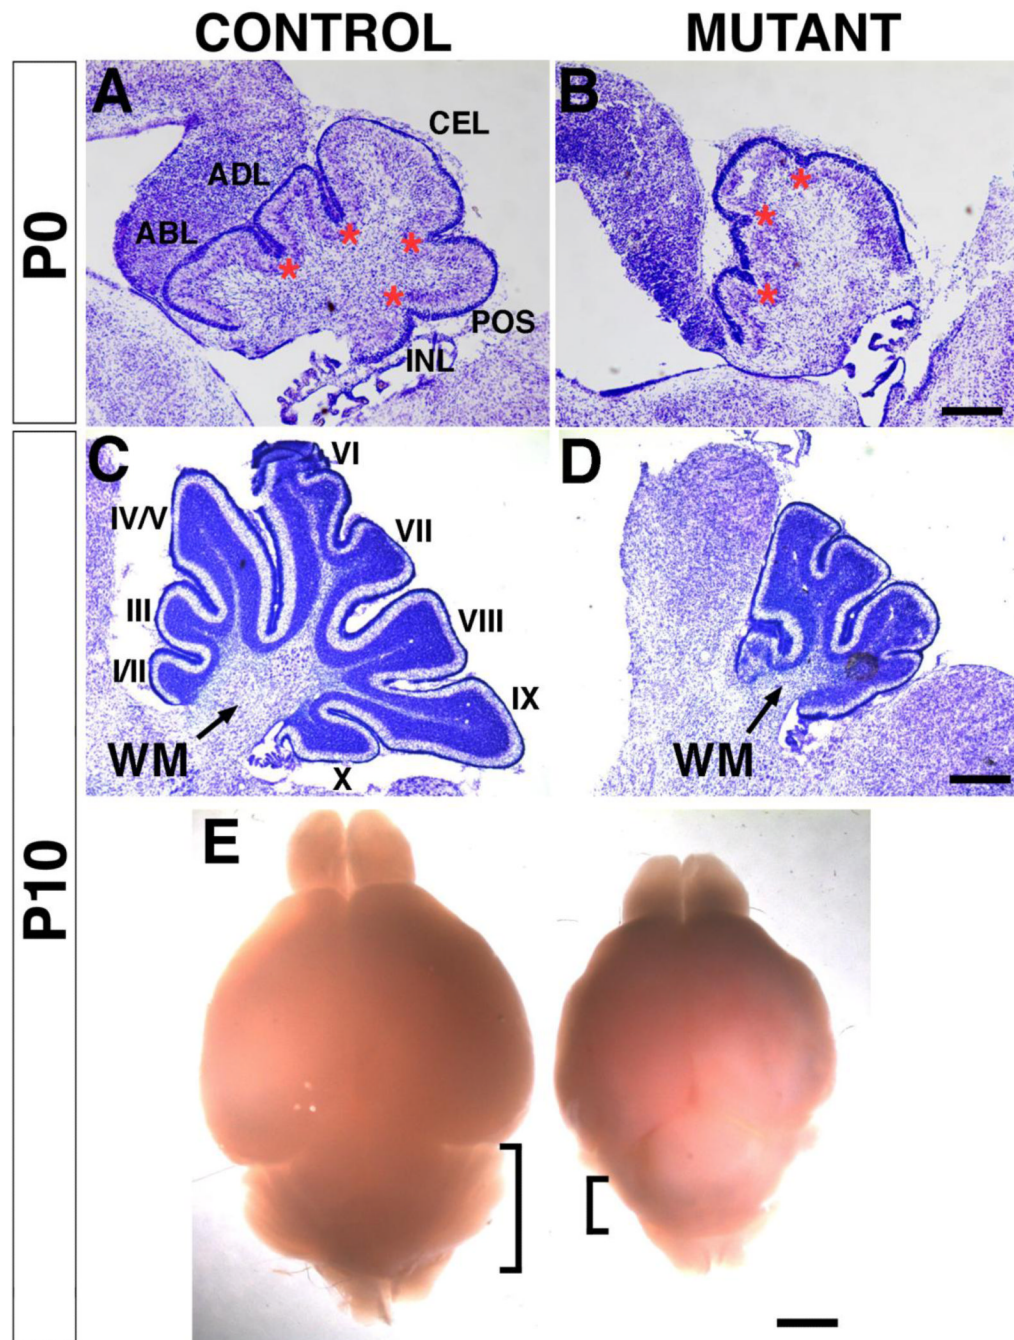 CONTROL MUTANT
P0
A
CEL
ADL
ABL
POS
INL
B
P10
C
VI
IV/V
VII
III
VIII
I/II
IX
WM
X
D
WM
E